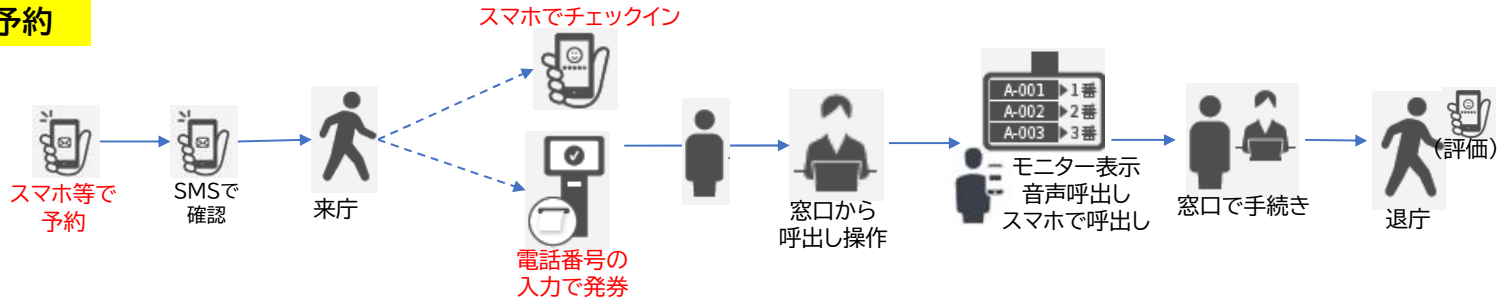 予約
スマホ等で
予約
SMSで
確認
来庁
スマホでチェックイン
電話番号の
入力で発券
窓口から
呼出し操作
A-001 ▶1番
A-002 ▶2番
A-003 ▶3番
モニター表示
音声呼出し
スマホで呼出し
窓口で手続き
(評価)
退庁